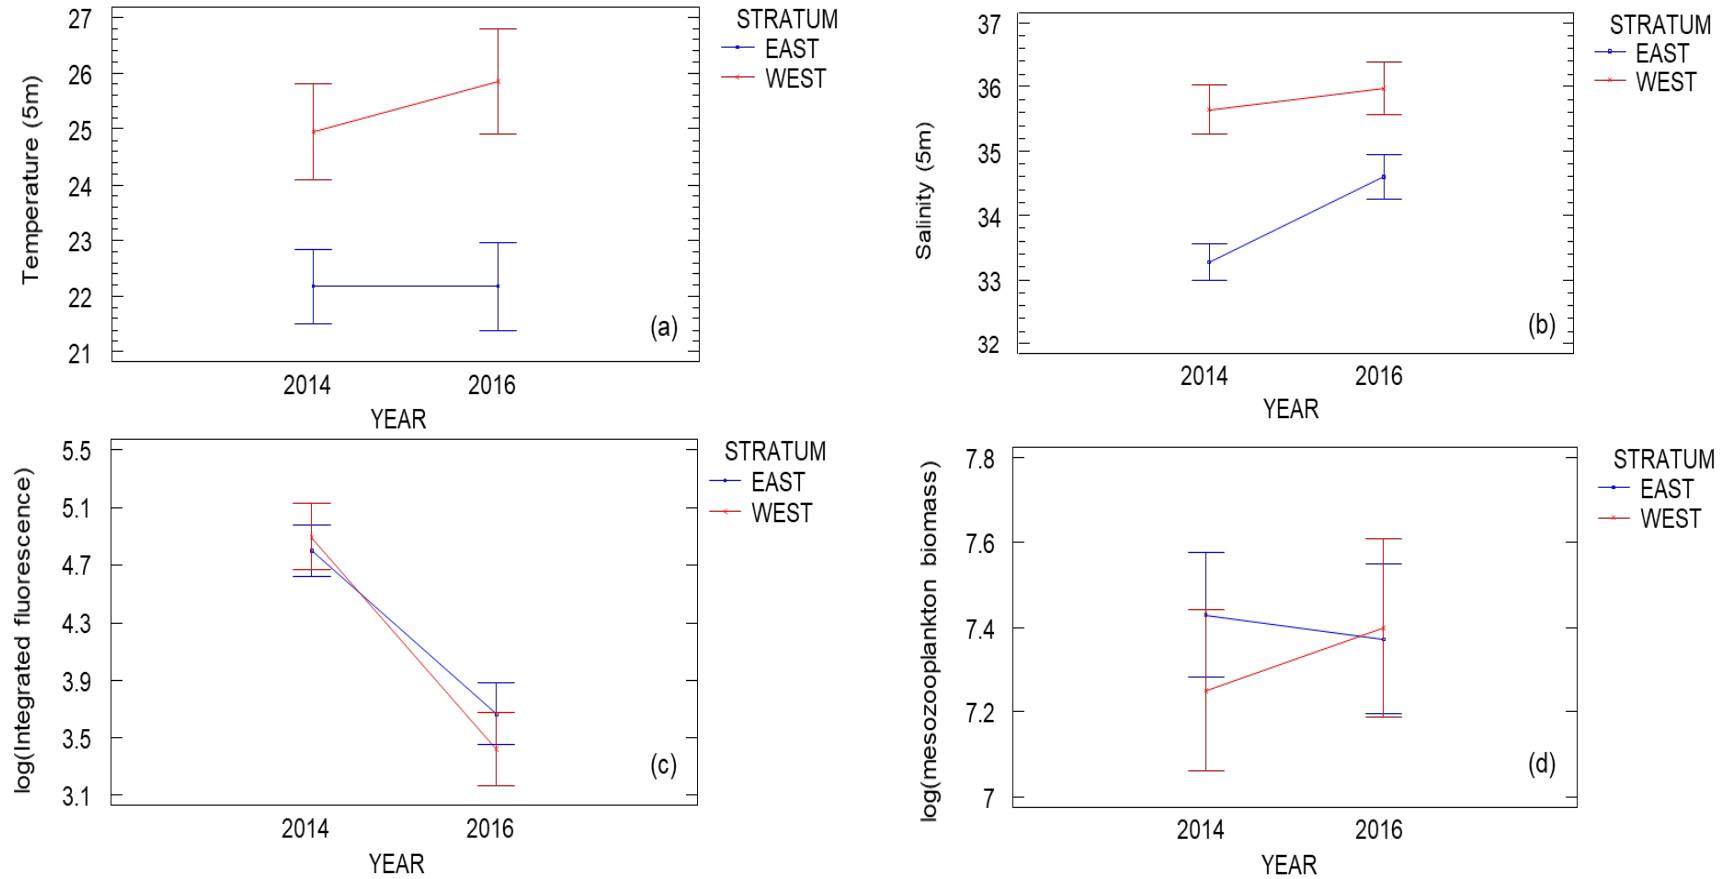 Temperature (5m)
27
26
25
24
23
22
21
2014
2016
YEAR
STRATUM
EAST
WEST
(a)
Salinity (5m)
37
36
35
34
33
32
2014
2016
YEAR
STRATUM
EAST
WEST
(b)
log(Integrated fluorescence)
5.5
5.1
4.7
4.3
3.9
3.5
3.1
2014
2016
YEAR
STRATUM
EAST
WEST
(c)
log(mesozooplankton biomass)
7.8
7.6
7.4
7.2
7
2014
2016
YEAR
STRATUM
EAST
WEST
(d)